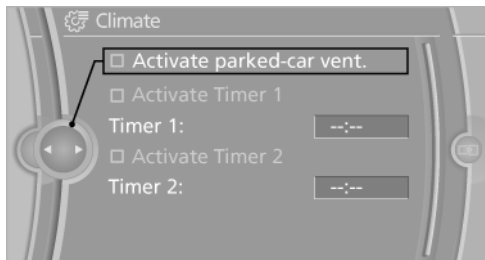 Climate
Activate parked-car vent.
Activate Timer 1
Timer 1: --:--
Activate Timer 2
Timer 2: --:--